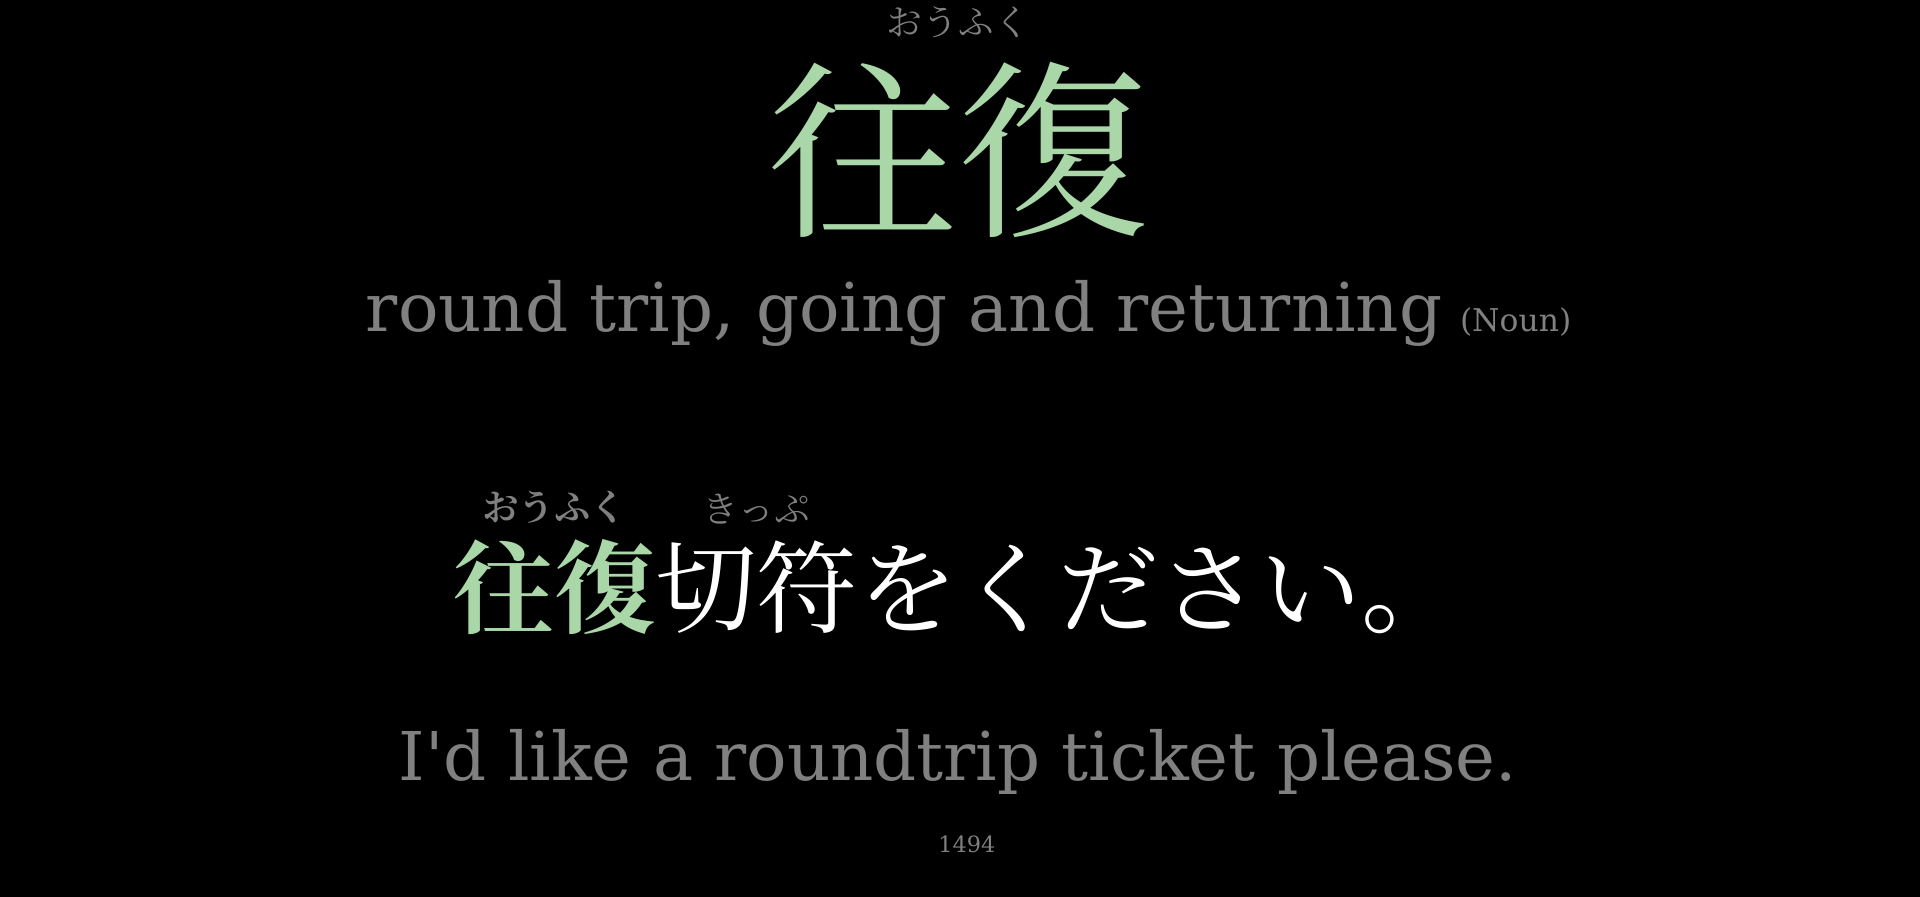 おうふく
往復
round trip, going and returning (Noun)
おうふく きっぷ
往復切符をください。
I'd like a roundtrip ticket please.
1494